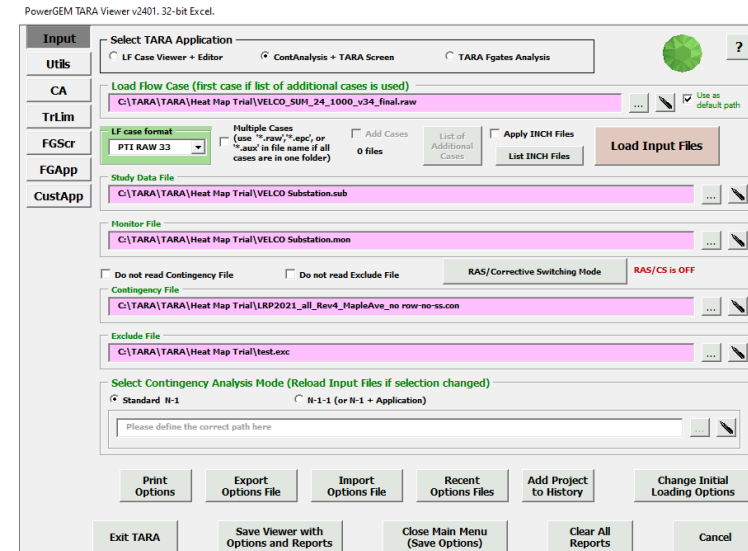 PowerGEM TARA Viewer v2401. 32-bit Excel.
Input
Utils
CA
TrLim
FGScr
FGApp
CustApp
Select TARA Application
LF Case Viewer + Editor
ContAnalysis + TARA Screen
TARA Fgates Analysis
?
Load Flow Case (first case if list of additional cases is used)
C:\TARA\TARA\Heat Map Trial\VELCO_SUM_24_1000_v34_final.raw
...
Use as
default path
LF case format
PTI RAW 33
Multiple Cases
(use '*.raw','*.epc', or
'*.aux' in file name if all
cases are in one folder)
Add Cases
0 files
List of
Additional
Cases
Apply INCH Files
List INCH Files
Load Input Files
Study Data File
C:\TARA\TARA\Heat Map Trial\VELCO Substation.sub
...
Monitor File
C:\TARA\TARA\Heat Map Trial\VELCO Substation.mon
...
Do not read Contingency File
Do not read Exclude File
RAS/Corrective Switching Mode
RAS/CS is OFF
Contingency File
C:\TARA\TARA\Heat Map Trial\LRP2021_all_Rev4_MapleAve_no row-no-ss.con
...
Exclude File
C:\TARA\TARA\Heat Map Trial\test.exc
...
Select Contingency Analysis Mode (Reload Input Files if selection changed)
Standard N-1
N-1-1 (or N-1 + Application)
Please define the correct path here
...
Print
Options
Export
Options File
Import
Options File
Recent
Options Files
Add Project
to History
Change Initial
Loading Options
Exit TARA
Save Viewer with
Options and Reports
Close Main Menu
(Save Options)
Clear All
Reports
Cancel